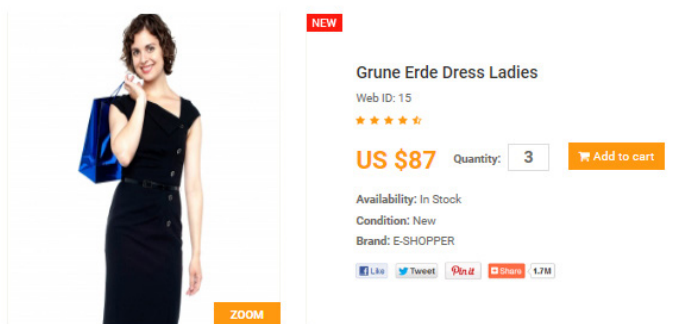 NEW
Grune Erde Dress Ladies
Web ID: 15
US $87 Quantity: 3 Add to cart
Availability: In Stock
Condition: New
Brand: E-SHOPPER
Like Tweet Pin it Share 1.7M
ZOOM